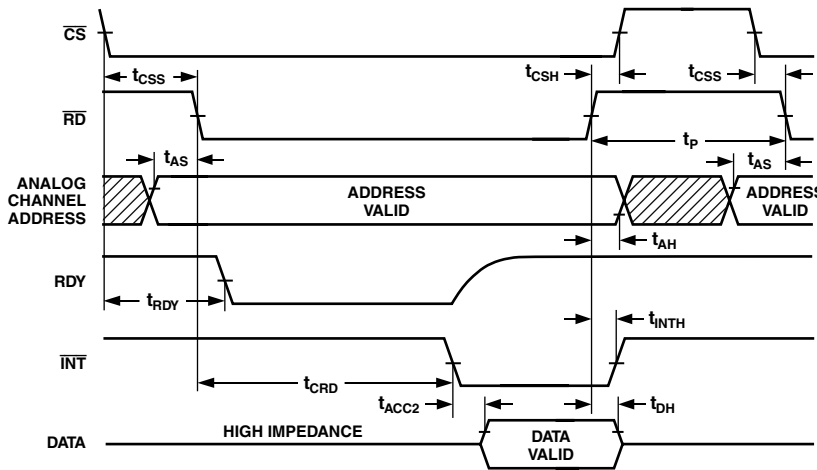 CS
tCSS
tCSH
tCSS
RD
tAS
tP
tAS
ANALOG
CHANNEL
ADDRESS
ADDRESS
VALID
ADDRESS
VALID
tAH
RDY
tRDY
tINTH
INT
tCRD
tACC2
tDH
DATA
HIGH IMPEDANCE
DATA
VALID